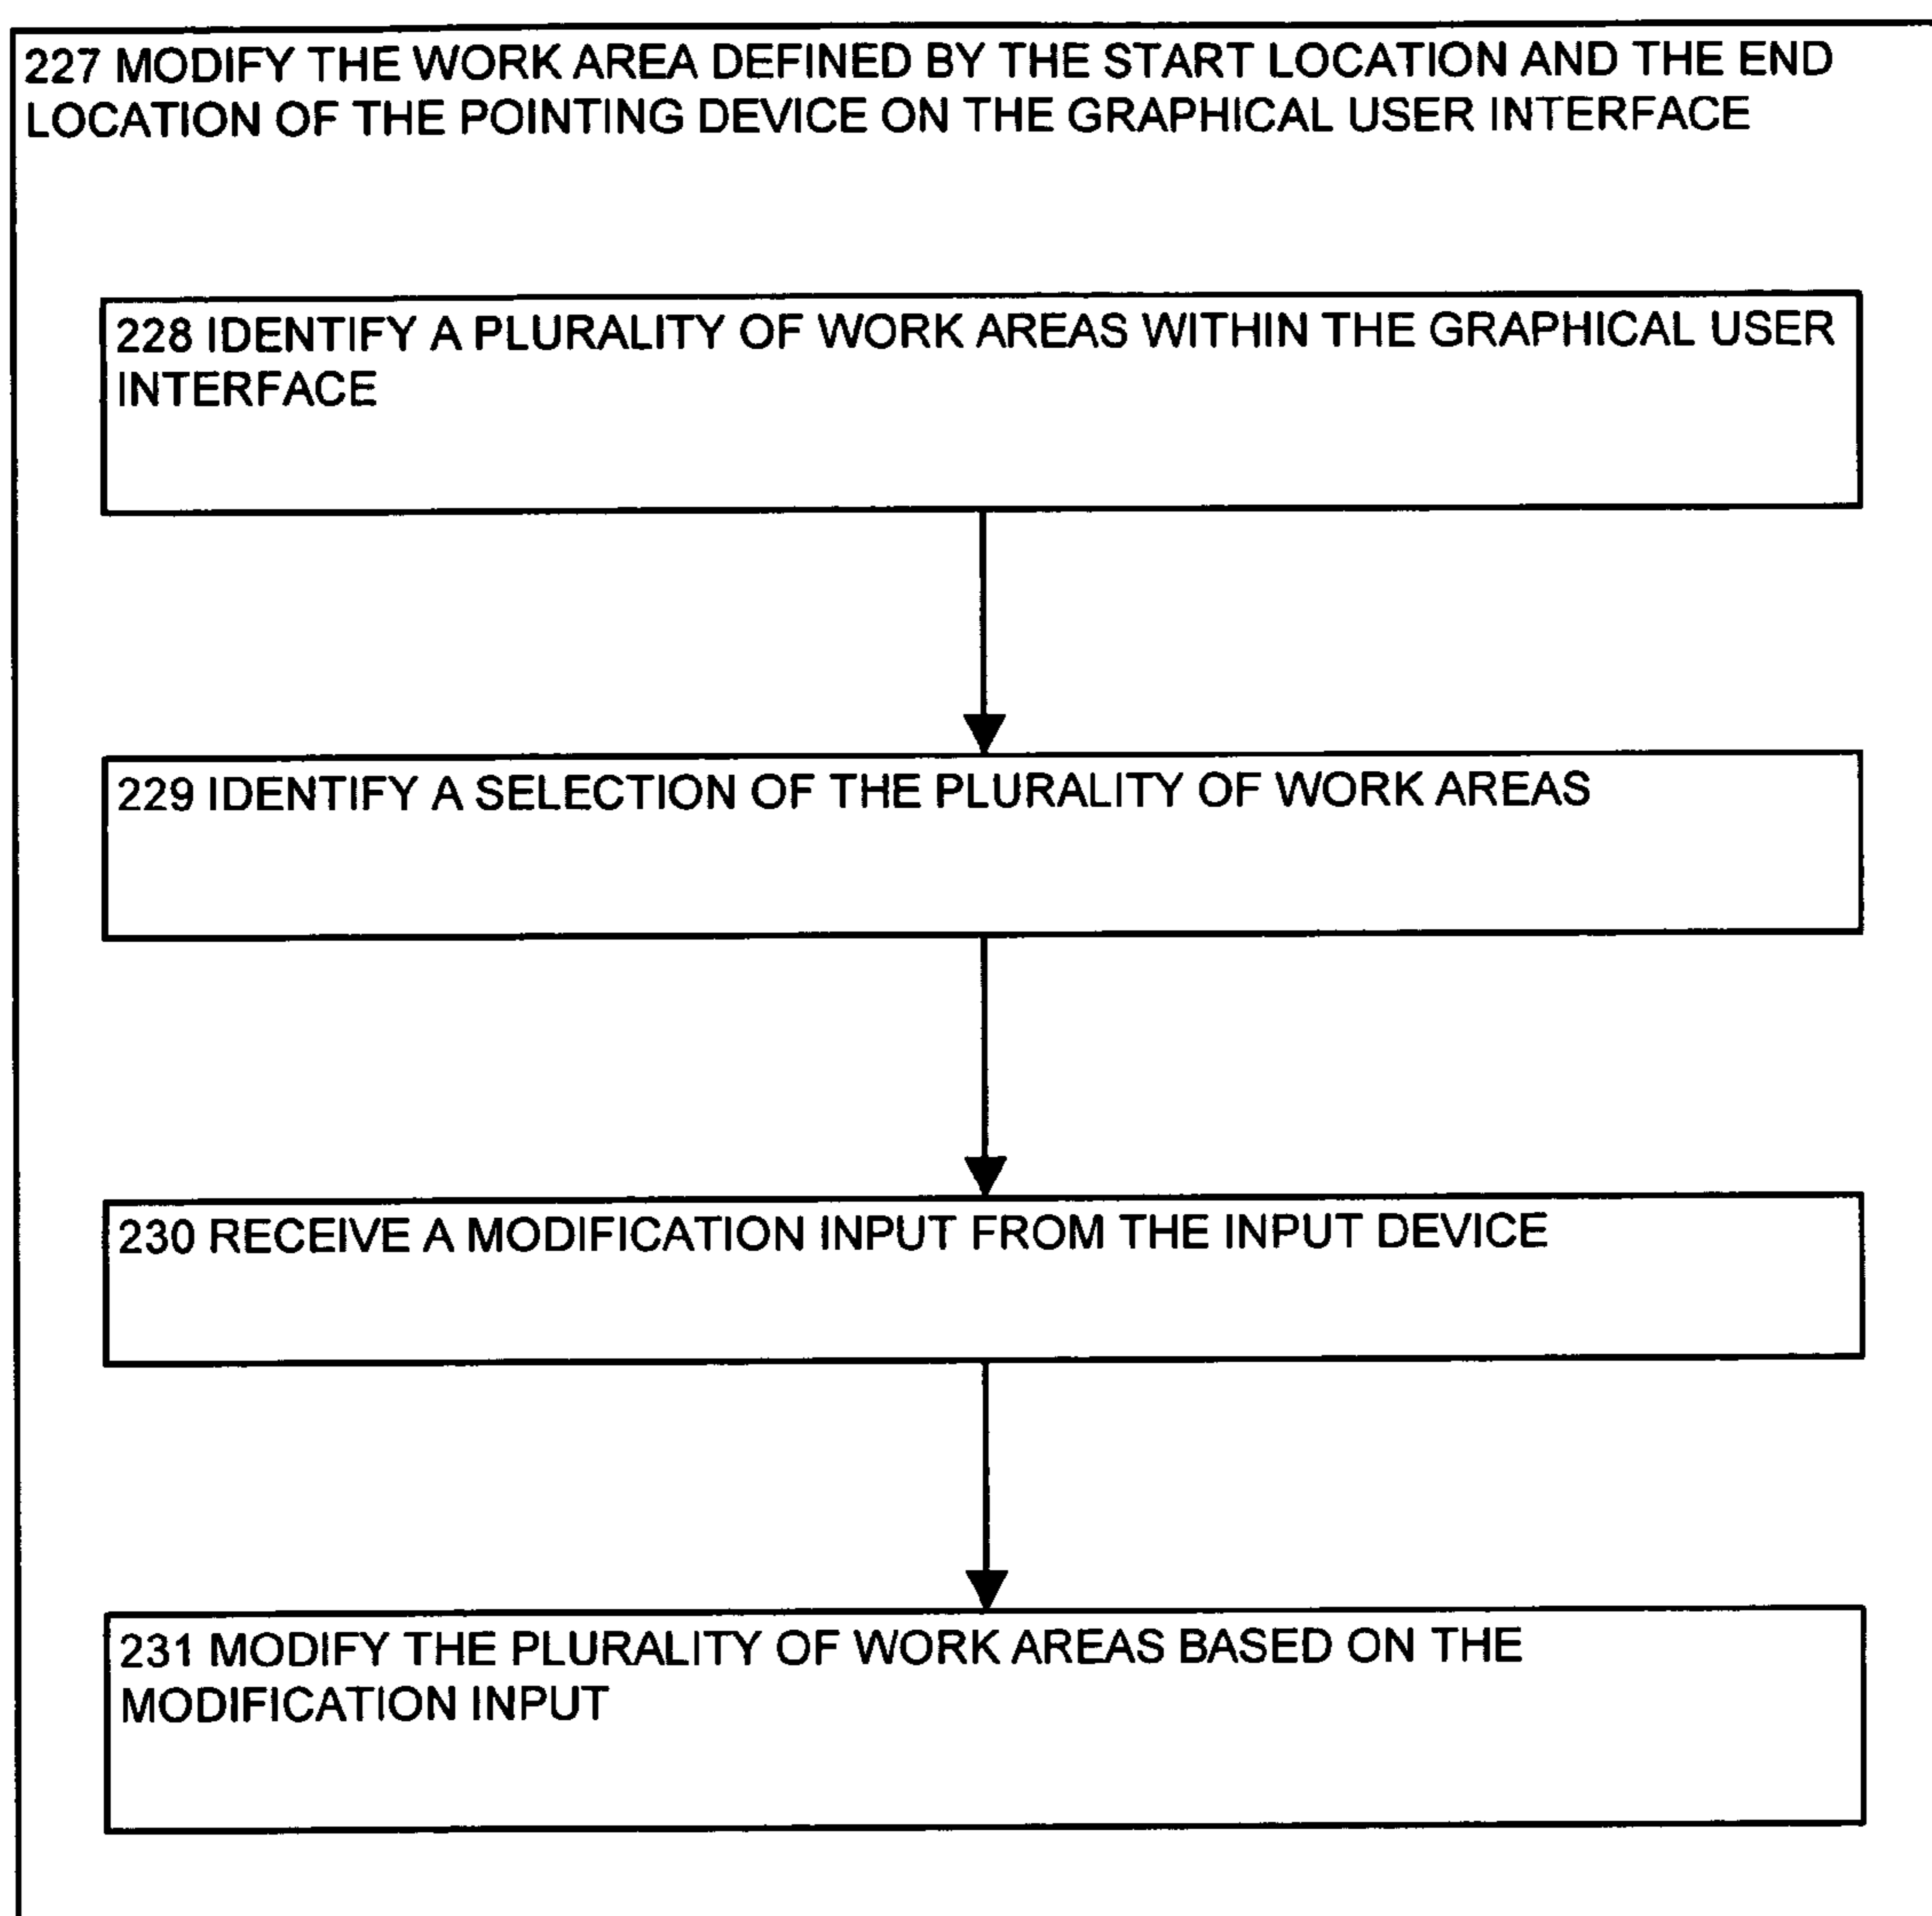 227 MODIFY THE WORK AREA DEFINED BY THE START LOCATION AND THE END
LOCATION OF THE POINTING DEVICE ON THE GRAPHICAL USER INTERFACE
228 IDENTIFY A PLURALITY OF WORK AREAS WITHIN THE GRAPHICAL USER
INTERFACE
229 IDENTIFY A SELECTION OF THE PLURALITY OF WORK AREAS
230 RECEIVE A MODIFICATION INPUT FROM THE INPUT DEVICE
231 MODIFY THE PLURALITY OF WORK AREAS BASED ON THE
MODIFICATION INPUT